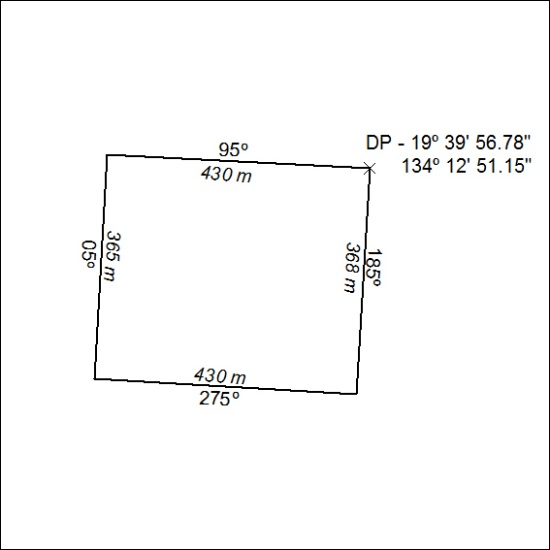 DP - 19º 39' 56.78"
134º 12' 51.15"
95º
430 m
185º
368 m
05º
365 m
430 m
275º